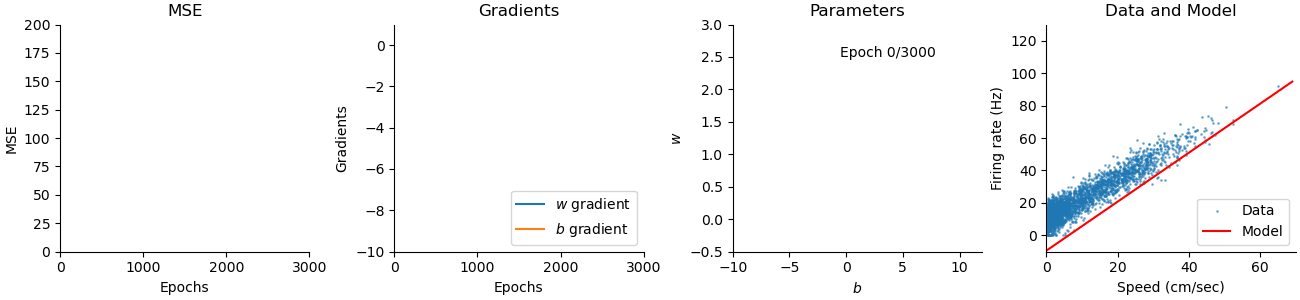 MSE
200
175
150
125
100
75
50
25
0
MSE
0
1000
2000
3000
Epochs
Gradients
0
−2
−4
−6
−8
−10
Gradients
w gradient
b gradient
0
1000
2000
3000
Epochs
Parameters
3.0
2.5
2.0
1.5
1.0
0.5
0.0
−0.5
w
Epoch 0/3000
−10
−5
0
5
10
b
Data and Model
120
100
80
60
40
20
0
Firing rate (Hz)
Data
Model
0
20
40
60
Speed (cm/sec)